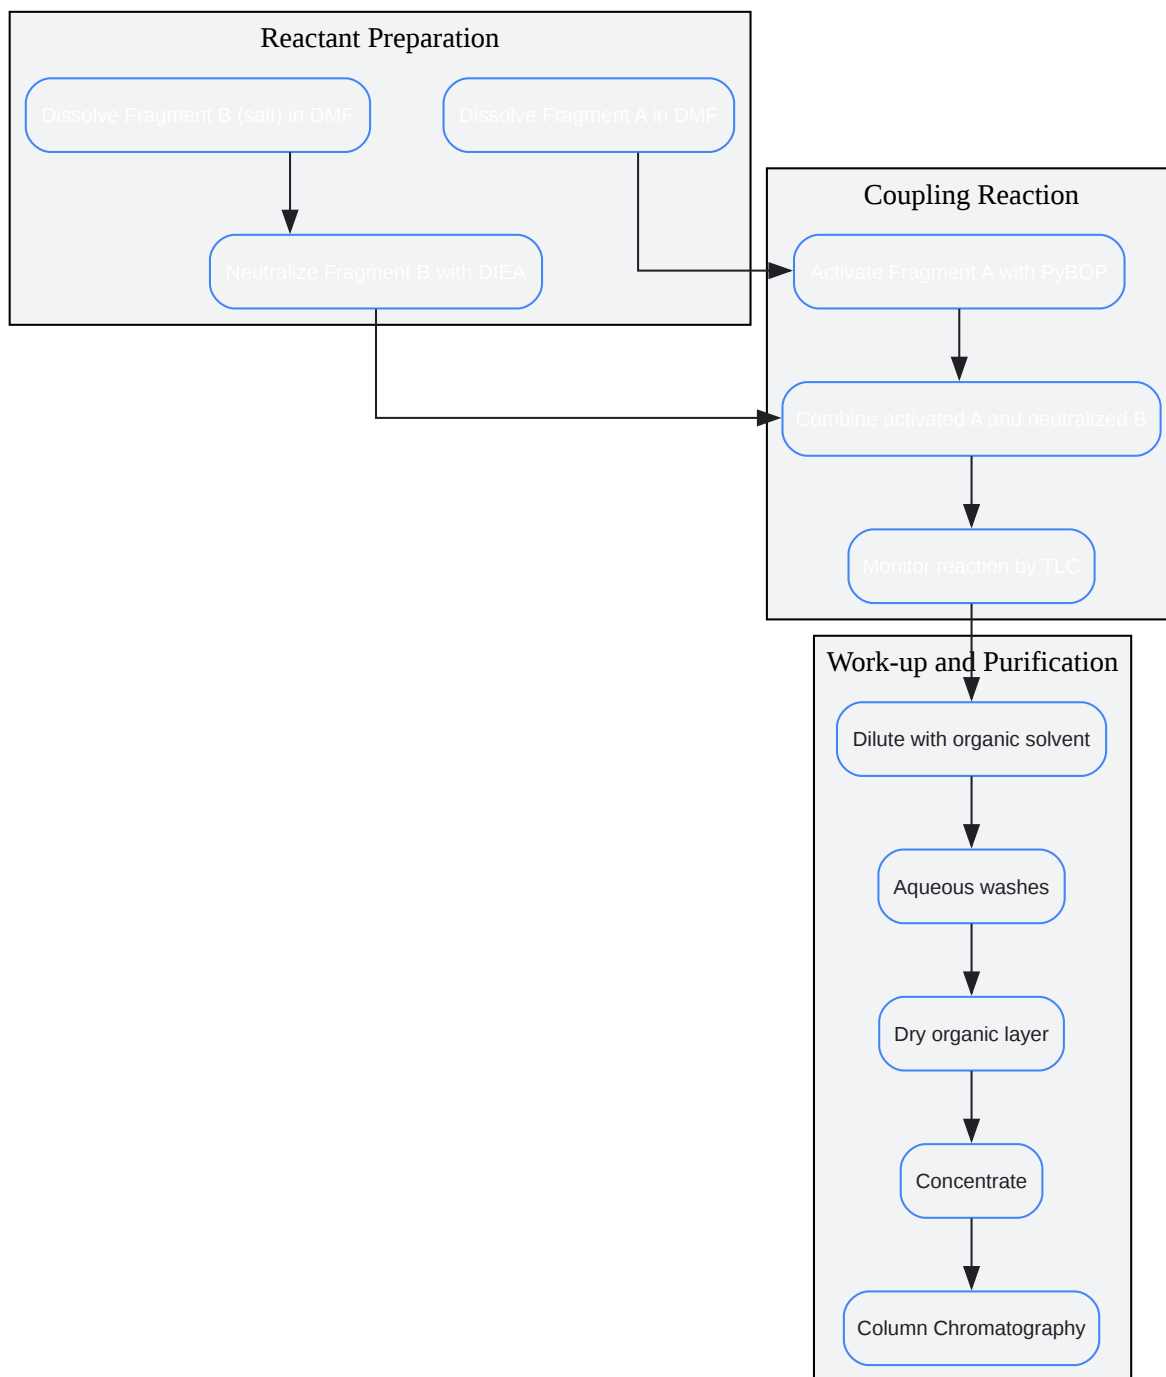 Reactant Preparation
Dissolve Fragment B (salt) in DMF
Dissolve Fragment A in DMF
Neutralize Fragment B with DIEA
Coupling Reaction
Activate Fragment A with PyBOP
Combine activated A and neutralized B
Monitor reaction by TLC
Work-up and Purification
Dilute with organic solvent
Aqueous washes
Dry organic layer
Concentrate
Column Chromatography